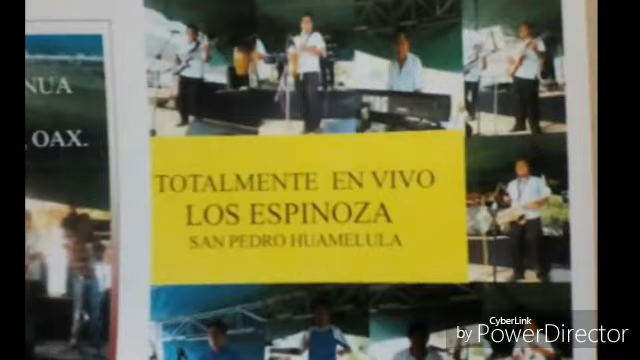 NUA
OAX.
TOTALMENTE EN VIVO
LOS ESPINOZA
SAN PEDRO HUAMELULA
CyberLink
by PowerDirector